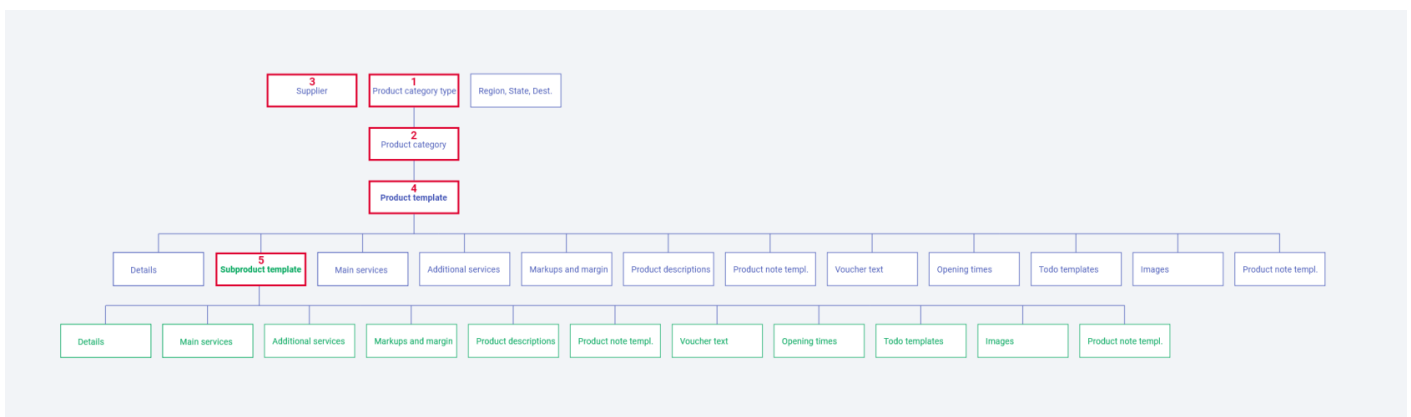 3
Supplier
1
Product category type
Region, State, Dest.
2
Product category
4
Product template
Details
5
Subproduct template
Main services
Additional services
Markups and margin
Product descriptions
Product note templ.
Voucher text
Opening times
Todo templates
Images
Product note templ.
Details
Main services
Additional services
Markups and margin
Product descriptions
Product note templ.
Voucher text
Opening times
Todo templates
Images
Product note templ.